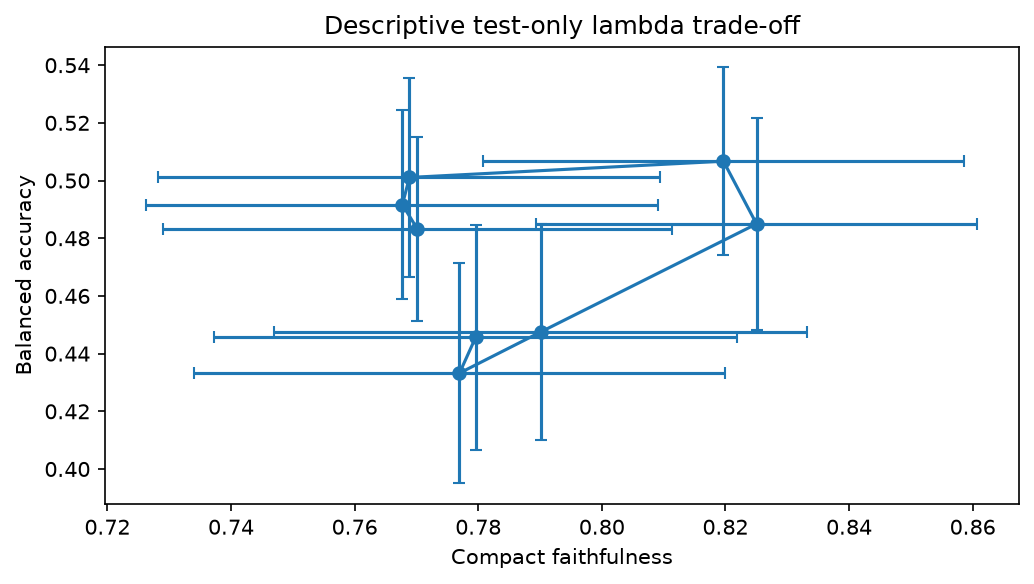 Descriptive test-only lambda trade-off
Balanced accuracy
0.54
0.52
0.50
0.48
0.46
0.44
0.42
0.40
0.72 0.74 0.76 0.78 0.80 0.82 0.84 0.86
Compact faithfulness